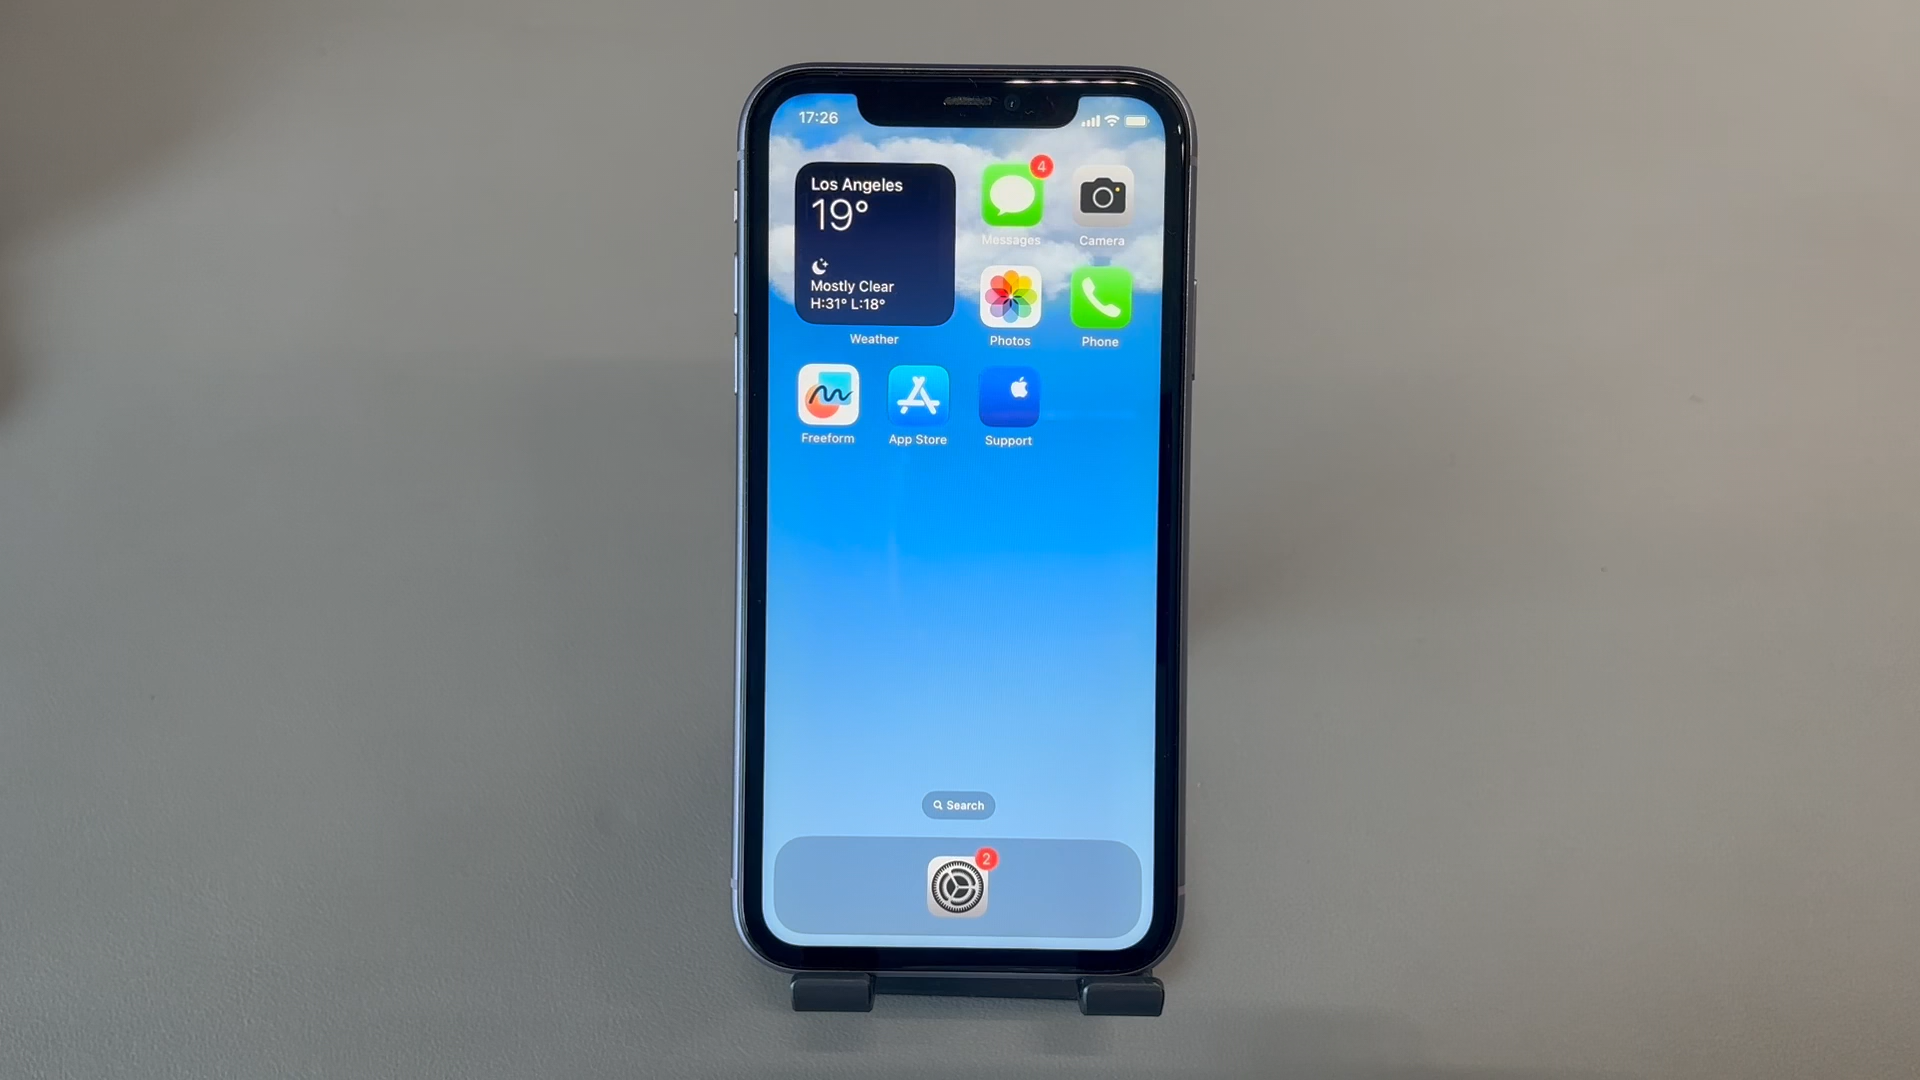 17:26
Los Angeles
19°
Mostly Clear
H:31° L:18°
Weather
4
Messages
Camera
Photos
Phone
Freeform
App Store
Support
Search
2